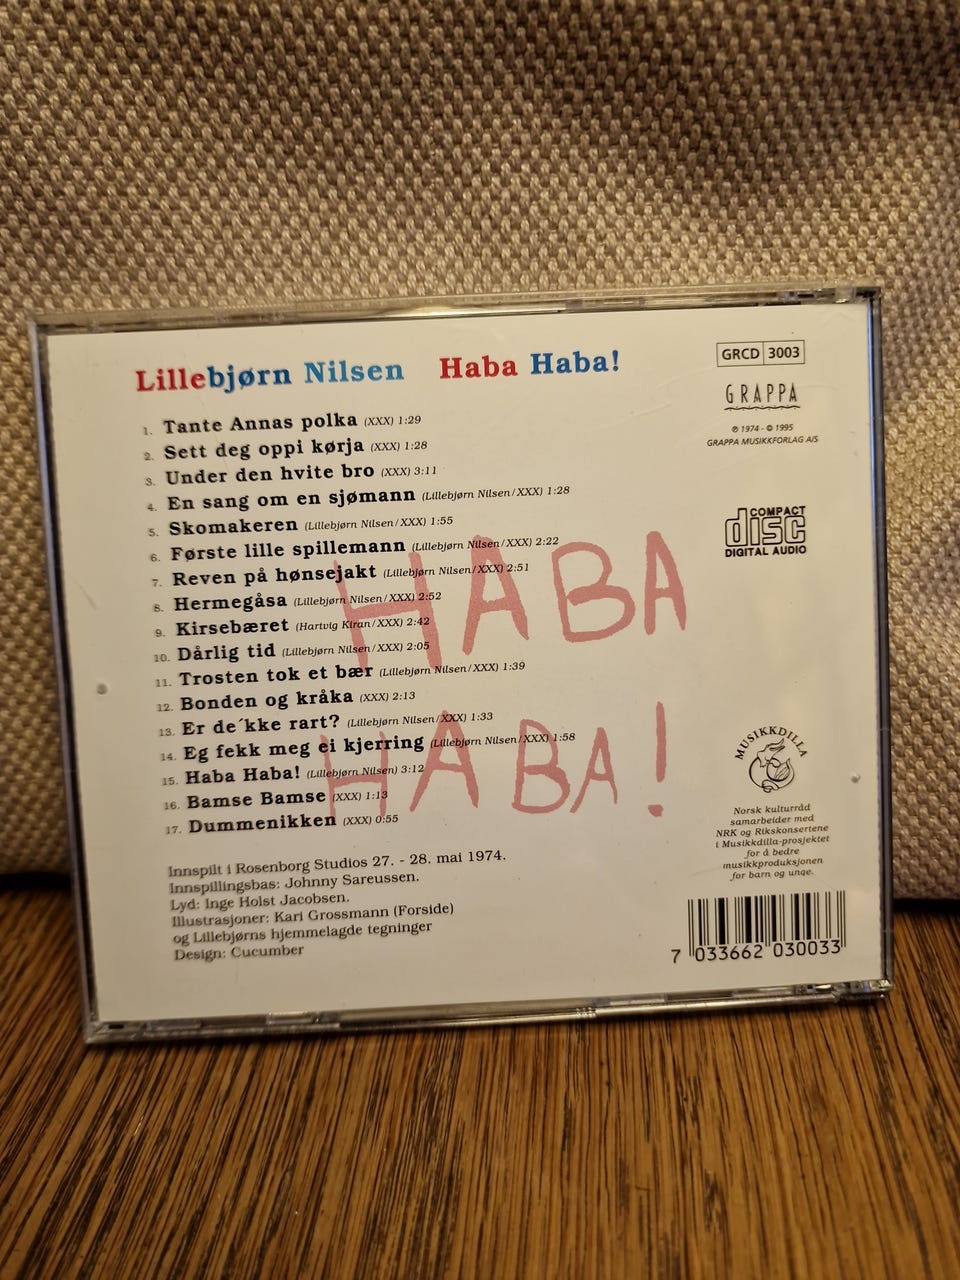 Lillebjørn Nilsen Haba Haba!
1. Tante Annas polka (XXX) 1:29
2. Sett deg oppi kørja (XXX) 1:28
3. Under den hvite bro (XXX) 3:11
4. En sang om en sjømann (Lillebjørn Nilsen/XXX) 1:28
5. Skomakeren (Lillebjørn Nilsen/XXX) 1:55
6. Første lille spillemann (Lillebjørn Nilsen/XXX) 2:22
7. Reven på hønsejakt (Lillebjørn Nilsen/XXX) 2:51
8. Hermegåsa (Lillebjørn Nilsen/XXX) 2:52
9. Kirsebæret (Hartvig Kiran/XXX) 2:42
10. Dårlig tid (Lillebjørn Nilsen/XXX) 2:05
11. Trosten tok et bær (Lillebjørn Nilsen/XXX) 1:39
12. Bonden og kråka (XXX) 2:13
13. Er de´kke rart? (Lillebjørn Nilsen/XXX) 1:33
14. Eg fekk meg ei kjerring (Lillebjørn Nilsen/XXX) 1:58
15. Haba Haba! (Lillebjørn Nilsen) 3:12
16. Bamse Bamse (XXX) 1:13
17. Dummenikken (XXX) 0:55
HABA
HABA!
Innspilt i Rosenborg Studios 27. - 28. mai 1974.
Innspillingsbas: Johnny Sareussen.
Lyd: Inge Holst Jacobsen.
Illustrasjoner: Kari Grossmann (Forside)
og Lillebjørns hjemmelagde tegninger
Design: Cucumber
GRCD 3003
GRAPPA
℗ 1974 - © 1995
GRAPPA MUSIKKFORLAG A/S
COMPACT
disc
DIGITAL AUDIO
MUSIKKDILLA
Norsk kulturråd
samarbeider med
NRK og Rikskonsertene
i Musikkdilla-prosjektet
for å bedre
musikkproduksjonen
for barn og unge.
7 033662 030033